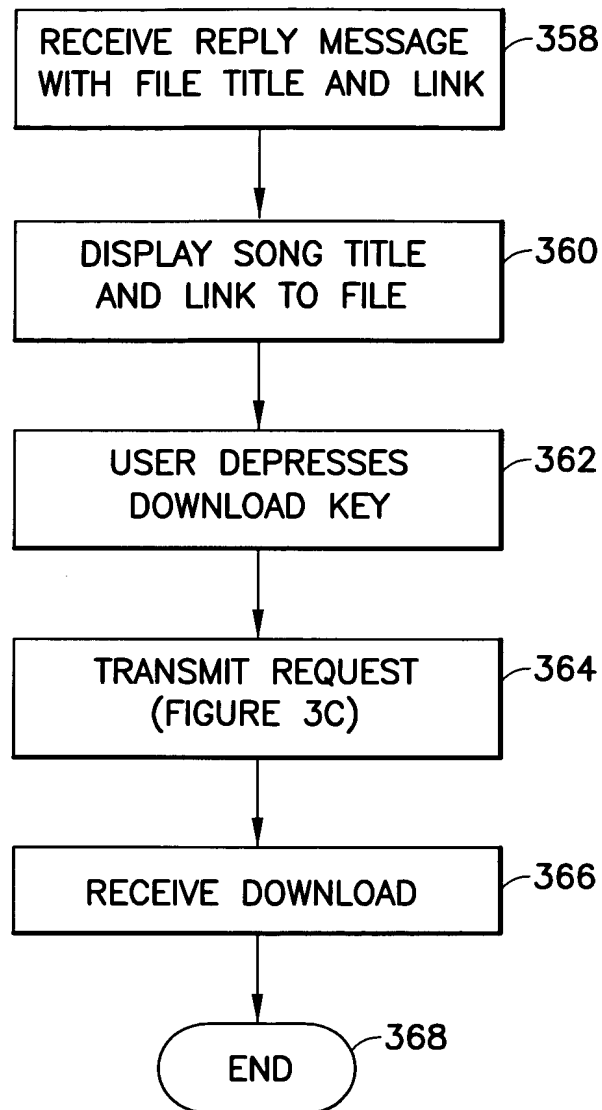 RECEIVE REPLY MESSAGE
WITH FILE TITLE AND LINK
358
DISPLAY SONG TITLE
AND LINK TO FILE
360
USER DEPRESSES
DOWNLOAD KEY
362
TRANSMIT REQUEST
(FIGURE 3C)
364
RECEIVE DOWNLOAD
366
END
368